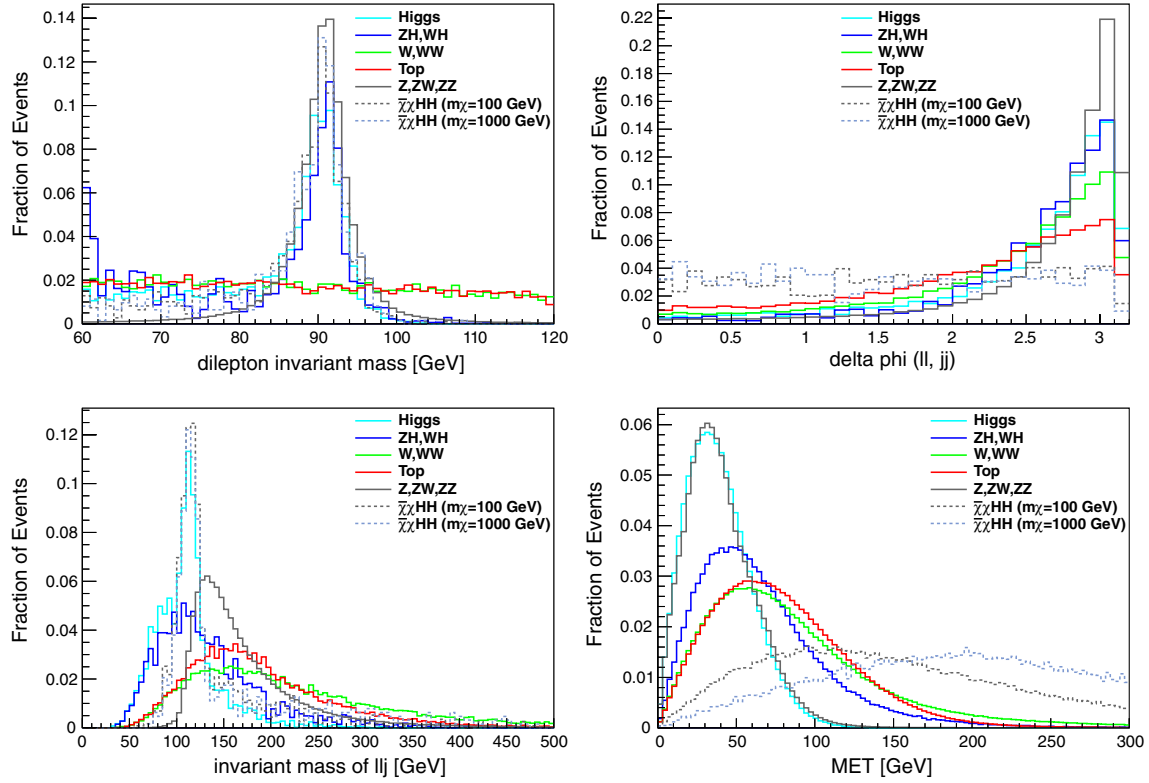 0.14
0.12
0.1
0.08
0.06
0.04
0.02
0
Fraction of Events
Higgs
ZH,WH
W,WW
Top
Z,ZW,ZZ
χ̅χHH (mχ=100 GeV)
χ̅χHH (mχ=1000 GeV)
60 70 80 90 100 110 120
dilepton invariant mass [GeV]
0.22
0.2
0.18
0.16
0.14
0.12
0.1
0.08
0.06
0.04
0.02
0
Fraction of Events
Higgs
ZH,WH
W,WW
Top
Z,ZW,ZZ
χ̅χHH (mχ=100 GeV)
χ̅χHH (mχ=1000 GeV)
0 0.5 1 1.5 2 2.5 3
delta phi (ll, jj)
0.12
0.1
0.08
0.06
0.04
0.02
0
Fraction of Events
Higgs
ZH,WH
W,WW
Top
Z,ZW,ZZ
χ̅χHH (mχ=100 GeV)
χ̅χHH (mχ=1000 GeV)
0 50 100 150 200 250 300 350 400 450 500
invariant mass of llj [GeV]
0.06
0.05
0.04
0.03
0.02
0.01
0
Fraction of Events
Higgs
ZH,WH
W,WW
Top
Z,ZW,ZZ
χ̅χHH (mχ=100 GeV)
χ̅χHH (mχ=1000 GeV)
0 50 100 150 200 250 300
MET [GeV]